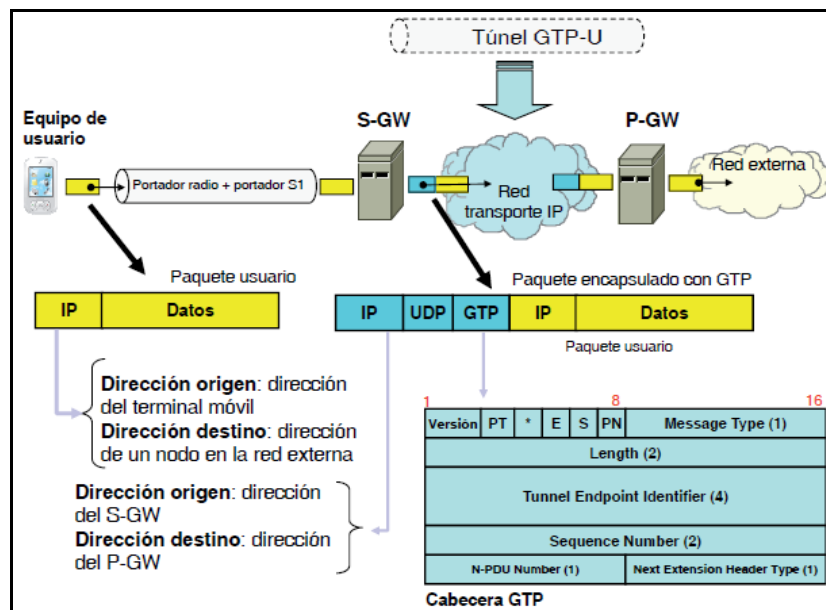 Túnel GTP-U
Equipo de
usuario
S-GW
P-GW
Portador radio + portador S1
Red
transporte IP
Red externa
Paquete usuario
Paquete encapsulado con GTP
IP Datos
IP UDP GTP IP Datos
Paquete usuario
Dirección origen: dirección
del terminal móvil
Dirección destino: dirección
de un nodo en la red externa
Dirección origen: dirección
del S-GW
Dirección destino: dirección
del P-GW
1 8 16
Versión PT * E S PN Message Type (1)
Length (2)
Tunnel Endpoint Identifier (4)
Sequence Number (2)
N-PDU Number (1) Next Extension Header Type (1)
Cabecera GTP